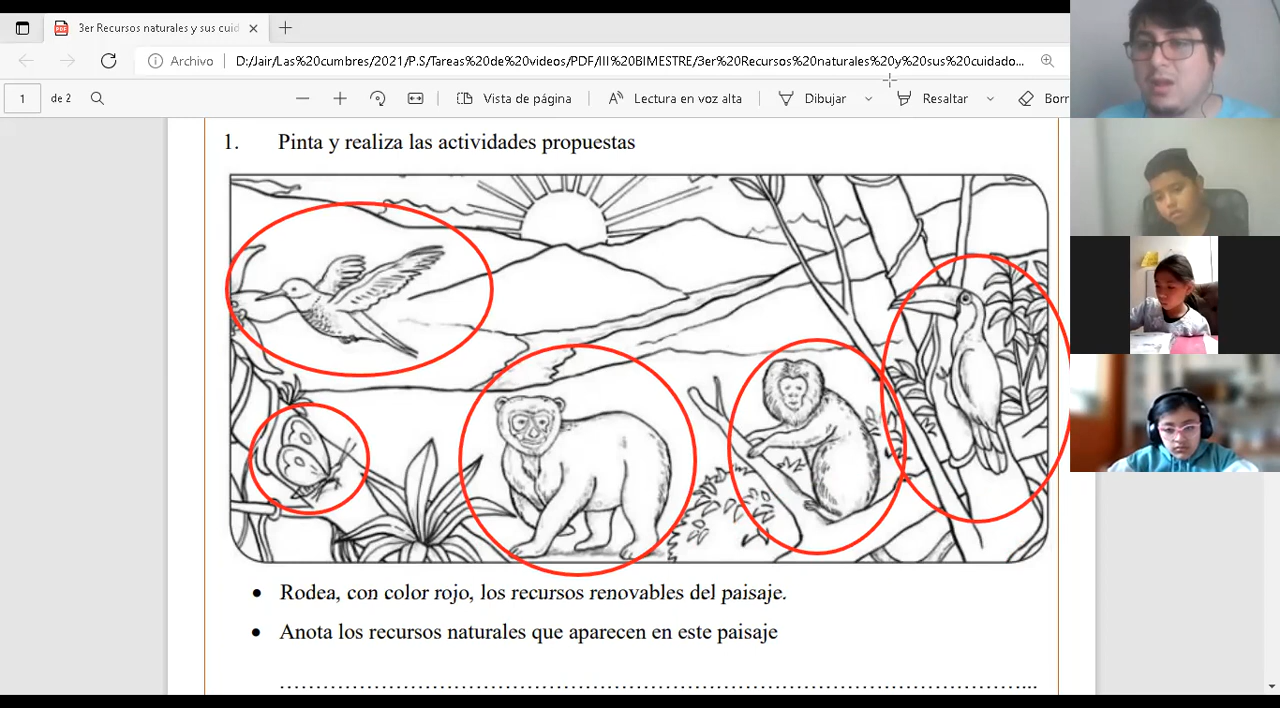 3er Recursos naturales y sus cuid
Archivo
D:/Jair/Las%20cumbres/2021/P.S/Tareas%20de%20videos/PDF/III%20BIMESTRE/3er%20Recursos%20naturales%20y%20sus%20cuidado...
1 de 2
Vista de página
Lectura en voz alta
Dibujar
Resaltar
Borr
1. Pinta y realiza las actividades propuestas
• Rodea, con color rojo, los recursos renovables del paisaje.
• Anota los recursos naturales que aparecen en este paisaje